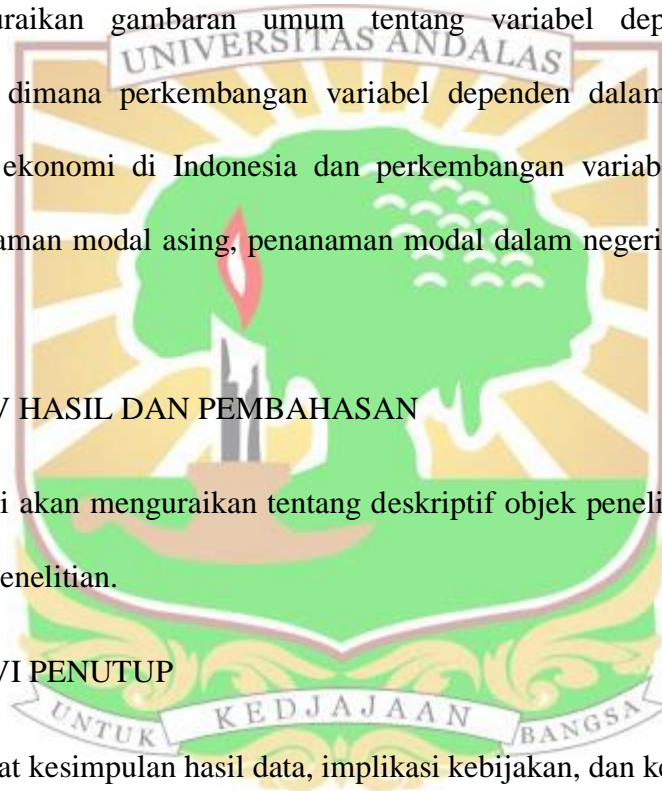 uraikan gambaran umum tentang variabel dep
UNIVERSITAS ANDALAS
dimana perkembangan variabel dependen dalam
ekonomi di Indonesia dan perkembangan variab
aman modal asing, penanaman modal dalam negeri
V HASIL DAN PEMBAHASAN
i akan menguraikan tentang deskriptif objek peneli
enelitian.
VI PENUTUP
UNTUK KEDJAJAAN BANGSA
at kesimpulan hasil data, implikasi kebijakan, dan ke